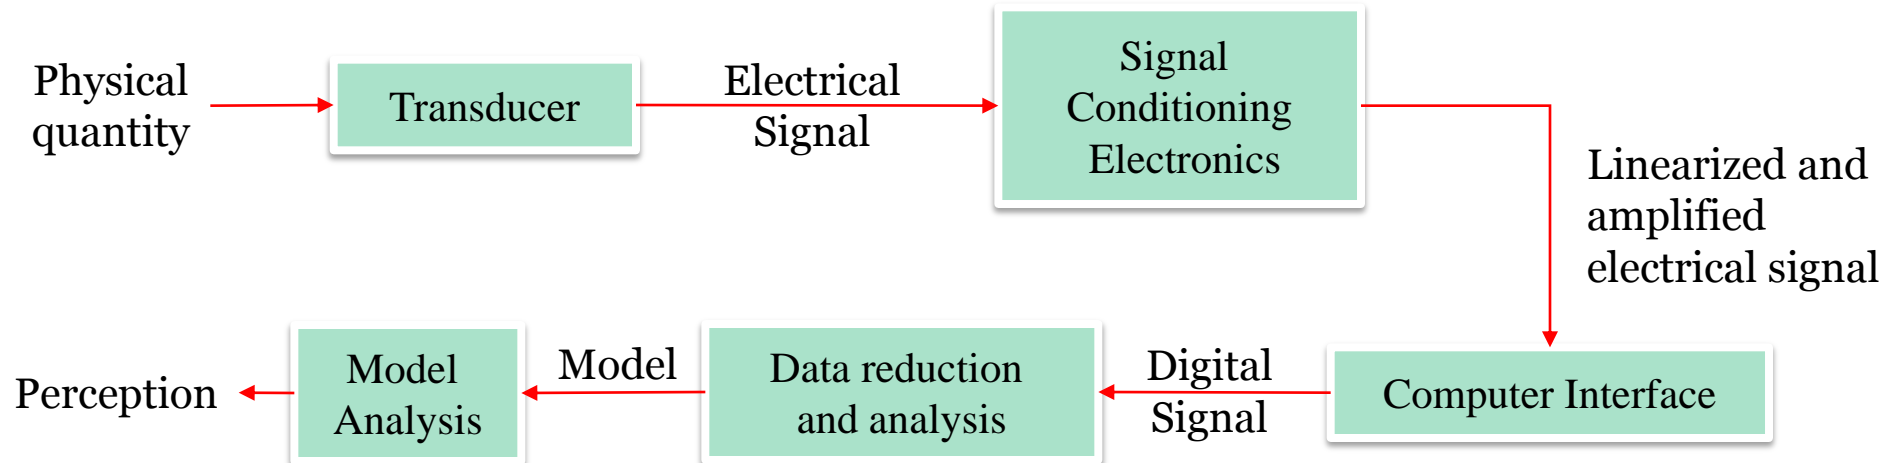 Physical
quantity
Transducer
Electrical
Signal
Signal
Conditioning
Electronics
Linearized and
amplified
electrical signal
Computer Interface
Digital
Signal
Data reduction
and analysis
Model
Model
Analysis
Perception